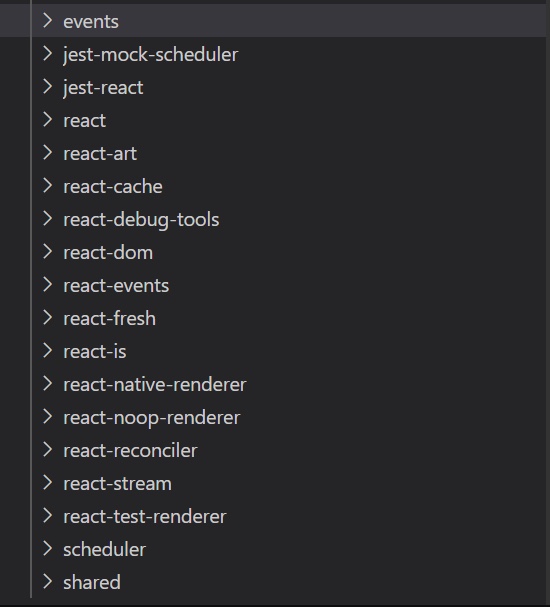 events
jest-mock-scheduler
jest-react
react
react-art
react-cache
react-debug-tools
react-dom
react-events
react-fresh
react-is
react-native-renderer
react-noop-renderer
react-reconciler
react-stream
react-test-renderer
scheduler
shared